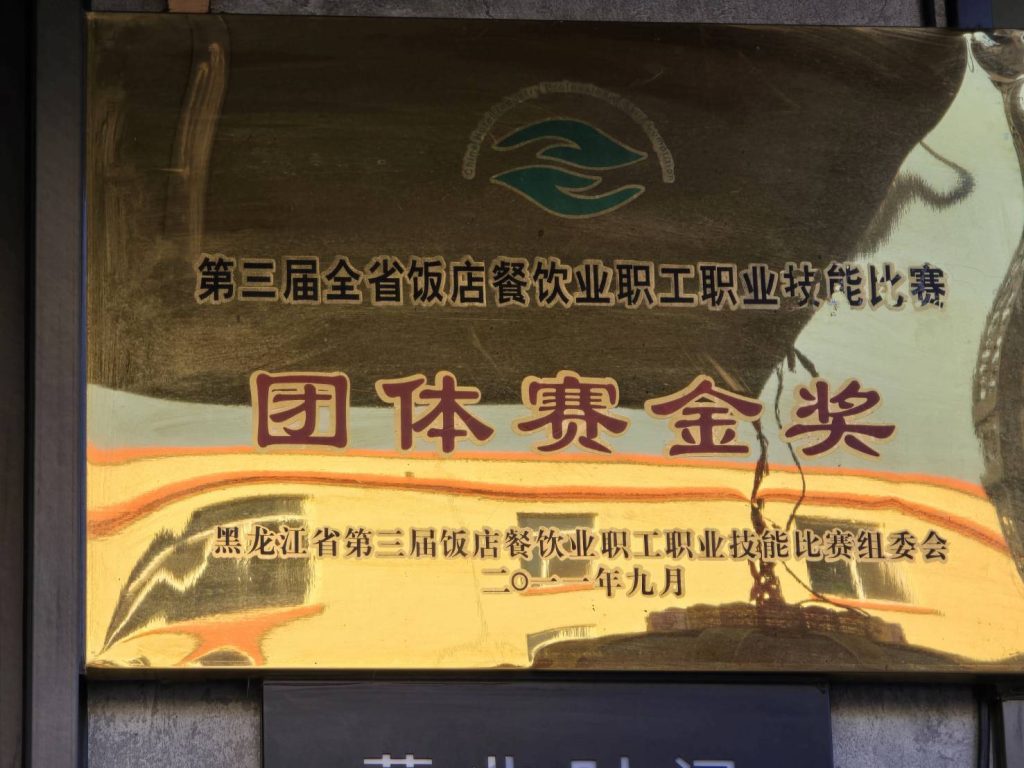 第三届全省饭店餐饮业职工职业技能比赛
团体赛金奖
黑龙江省第三届饭店餐饮业职工职业技能比赛组委会
二〇一一年九月